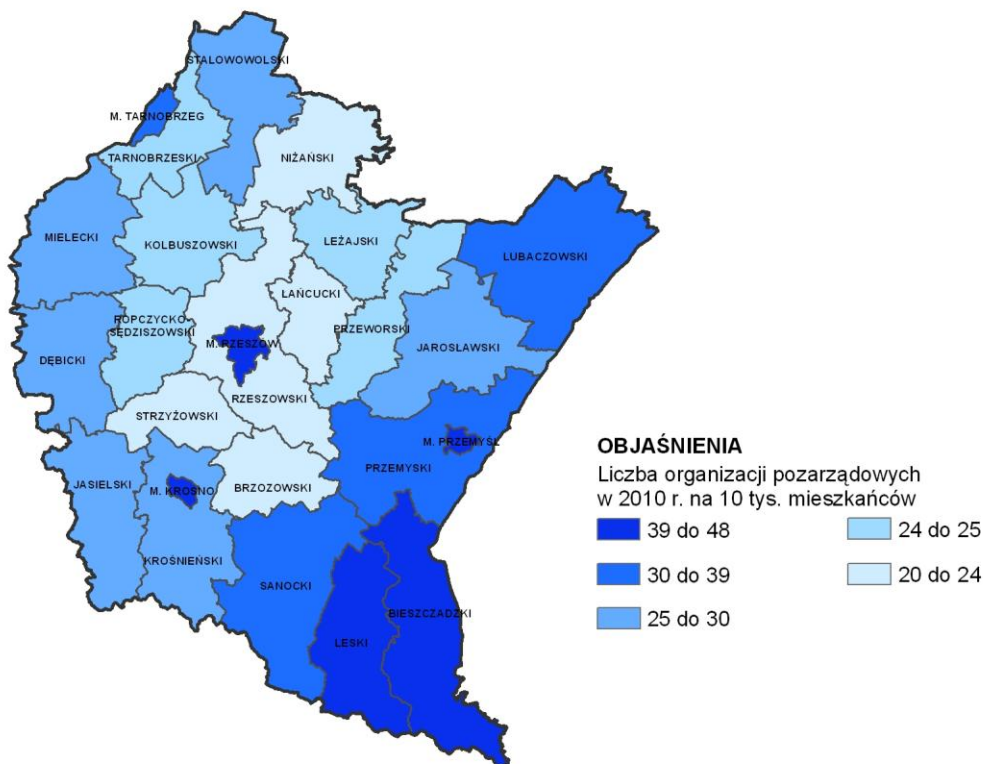 STALOWOWOLSKI
M. TARNOBRZEG
TARNOBRZESKI
NIŻAŃSKI
MIELECKI
KOLBUSZOWSKI
LEŻAJSKI
LUBACZOWSKI
ŁAŃCUCKI
ROPCZYCKO-
SĘDZISZOWSKI
PRZEWORSKI
M. RZESZÓW
JAROSŁAWSKI
DĘBICKI
RZESZOWSKI
STRZYŻOWSKI
M. PRZEMYŚL
PRZEMYSKI
JASIELSKI
M. KROSNO
BRZOZOWSKI
KROŚNIEŃSKI
SANOCKI
BIESZCZADZKI
LESKI
OBJAŚNIENIA
Liczba organizacji pozarządowych
w 2010 r. na 10 tys. mieszkańców
39 do 48
24 do 25
30 do 39
20 do 24
25 do 30